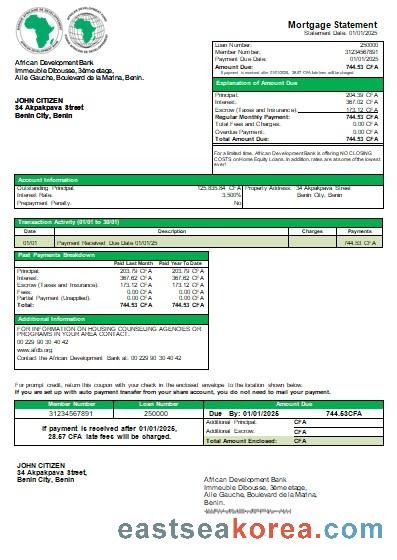 Mortgage Statement
Statement Date: 01/01/2025
African Development Bank
Immeuble Dibousse, 3ème étage,
Alle Gauche, Boulevard de la Marina,
Benin.
JOHN CITIZEN
34 Akpakpava Street
Benin City, Benin
Loan Number: 250000
Member Number: 31234567891
Payment Due Date: 01/01/2025
Amount Due: 744.53 CFA
If payment is received after 01/01/2025, 28.57 CFA late fees will be charged.
Explanation of Amount Due
Principal: 204.39 CFA
Interest: 367.02 CFA
Escrow (Taxes and Insurance): 173.12 CFA
Regular Monthly Payment: 744.53 CFA
Total Fees and Charges: 0.00 CFA
Overdue Payment: 0.00 CFA
Total Amount Due: 744.53 CFA
For a limited time, African Development Bank is offering NO CLOSING
COSTS on Home Equity Loans. In addition, rates are at some of the lowest
ever!
Account Information
Outstanding Principal: 125,835.84 CFA Property Address: 34 Akpakpava Street
Interest Rate: 3.500% Benin City, Benin
Prepayment Penalty: No
Transaction Activity (01/01 to 30/01)
Date Description Charges Payments
01/01 Payment Received Due Date 01/01/25 744.53 CFA
Past Payments Breakdown
Paid Last Month Paid Year To Date
Principal: 203.79 CFA 203.79 CFA
Interest: 367.62 CFA 367.62 CFA
Escrow (Taxes and Insurance): 173.12 CFA 173.12 CFA
Fees: 0.00 CFA 0.00 CFA
Partial Payment (Unapplied): 0.00 CFA 0.00 CFA
Total: 744.53 CFA 744.53 CFA
Additional Information
FOR INFORMATION ON HOUSING COUNSELING AGENCIES OR
PROGRAMS IN YOUR AREA CONTACT:
00 229 90 30 40 42
www.afdb.org
Contact the African Development Bank at: 00 229 90 30 40 42
For prompt credit, return this coupon with your check in the enclosed envelope to the location shown below.
If you are set up with auto payment transfer from your share account, you do not need to mail your payment.
Member Number Loan Number Amount Due
31234567891 250000 Due By: 01/01/2025 744.53CFA
If payment is received after 01/01/2025,
28.57 CFA late fees will be charged.
Additional Principal: CFA
Additional Escrow: CFA
Total Amount Enclosed: CFA
JOHN CITIZEN
34 Akpakpava Street,
Benin City, Benin
African Development Bank
Immeuble Dibousse, 3ème étage,
Alle Gauche, Boulevard de la Marina,
Benin.
eastseakorea.com